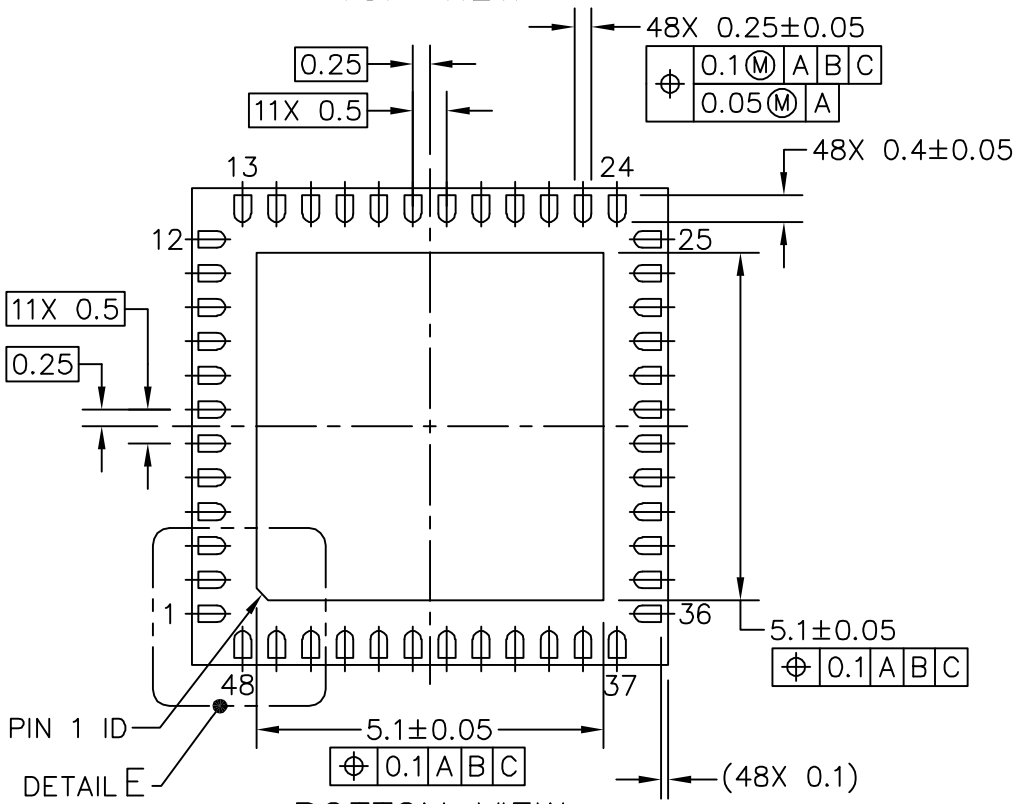 48X 0.25±0.05
0.25
0.1 Ⓜ A B C
0.05 Ⓜ A
11X 0.5
48X 0.4±0.05
13
24
12
25
11X 0.5
0.25
1
36
5.1±0.05
⌖ 0.1 A B C
48
37
PIN 1 ID
5.1±0.05
⌖ 0.1 A B C
DETAIL E
(48X 0.1)